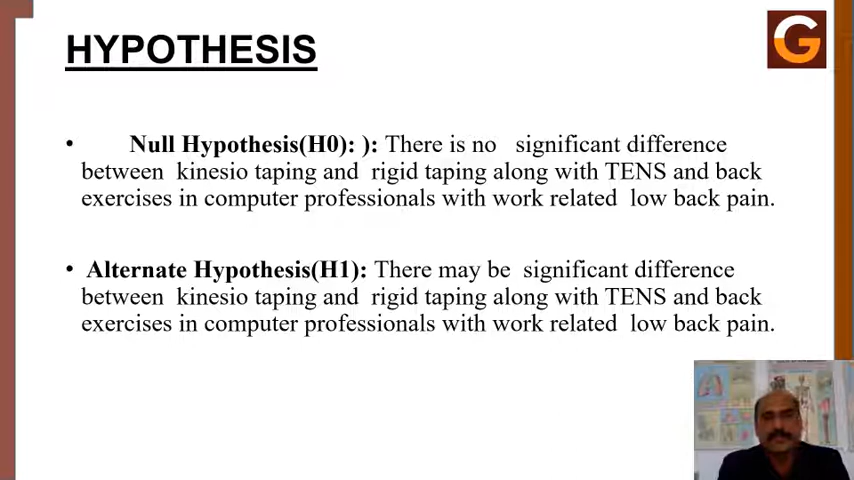 HYPOTHESIS
G
• Null Hypothesis(H0): ): There is no significant difference
between kinesio taping and rigid taping along with TENS and back
exercises in computer professionals with work related low back pain.
• Alternate Hypothesis(H1): There may be significant difference
between kinesio taping and rigid taping along with TENS and back
exercises in computer professionals with work related low back pain.